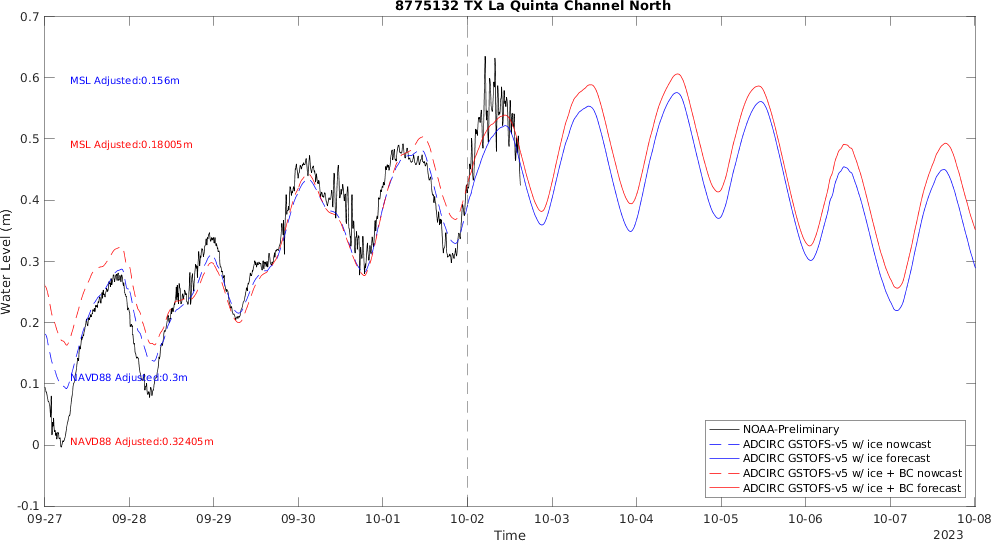 8775132 TX La Quinta Channel North
0.7
0.6
0.5
0.4
0.3
0.2
0.1
0
-0.1
Water Level (m)
MSL Adjusted:0.156m
MSL Adjusted:0.18005m
NAVD88 Adjusted:0.3m
NAVD88 Adjusted:0.32405m
NOAA-Preliminary
ADCIRC GSTOFS-v5 w/ ice nowcast
ADCIRC GSTOFS-v5 w/ ice forecast
ADCIRC GSTOFS-v5 w/ ice + BC nowcast
ADCIRC GSTOFS-v5 w/ ice + BC forecast
09-27 09-28 09-29 09-30 10-01 10-02 10-03 10-04 10-05 10-06 10-07 10-08
Time
2023